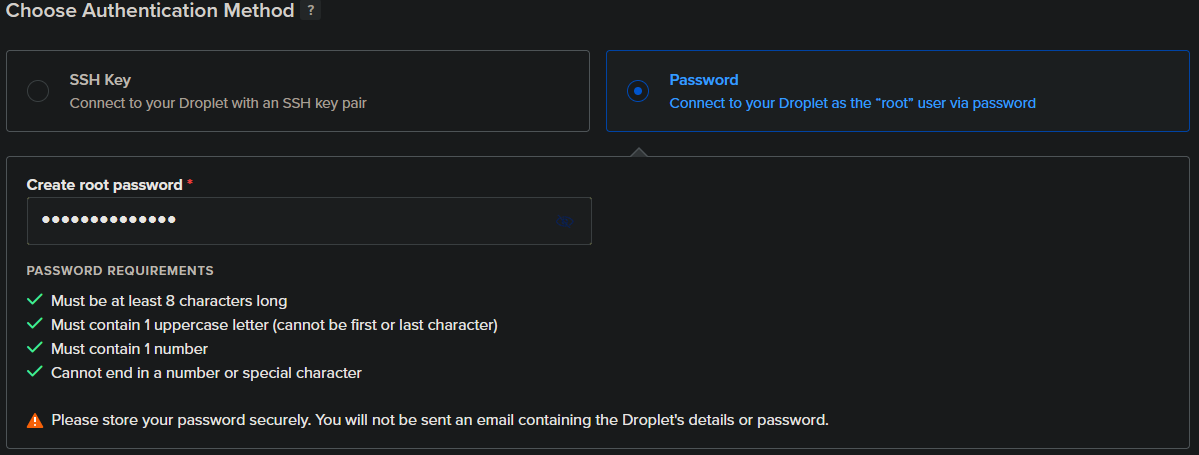 Choose Authentication Method ?
SSH Key
Connect to your Droplet with an SSH key pair
Password
Connect to your Droplet as the “root” user via password
Create root password *
••••••••••••••
PASSWORD REQUIREMENTS
Must be at least 8 characters long
Must contain 1 uppercase letter (cannot be first or last character)
Must contain 1 number
Cannot end in a number or special character
Please store your password securely. You will not be sent an email containing the Droplet's details or password.